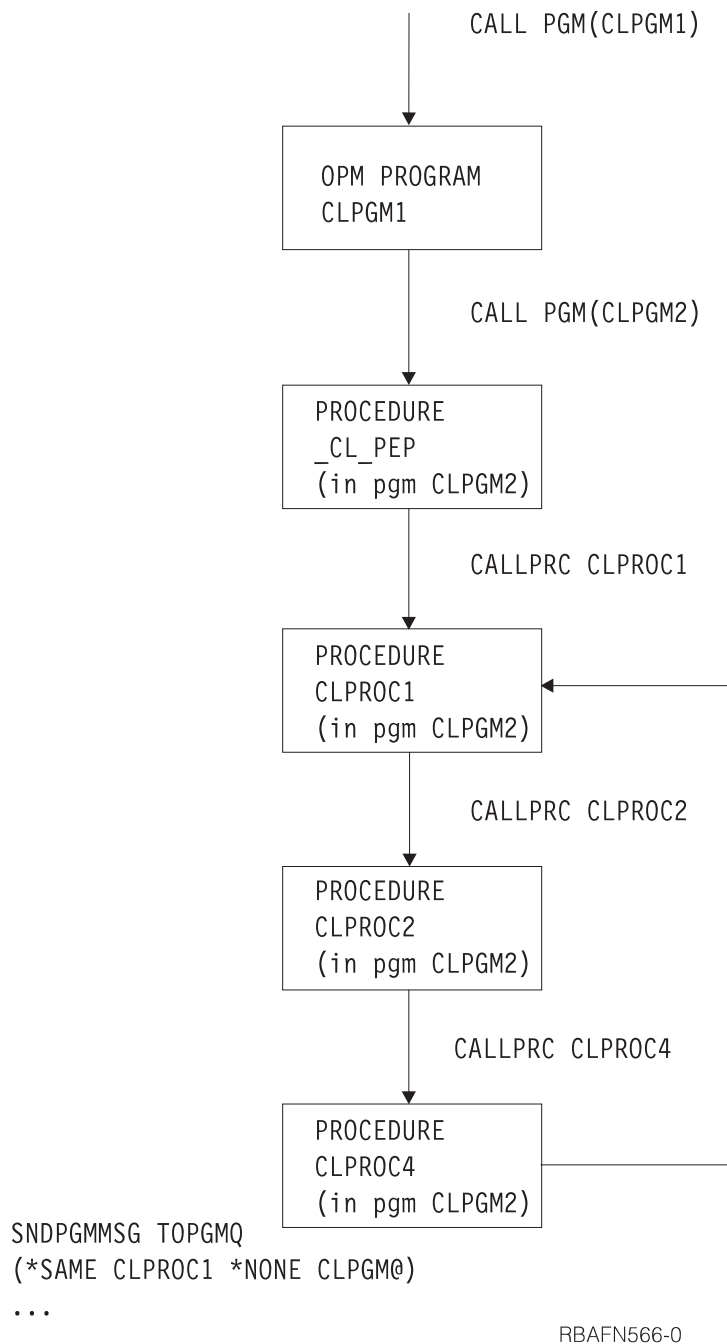 CALL PGM(CLPGM1)
OPM PROGRAM
CLPGM1
CALL PGM(CLPGM2)
PROCEDURE
_CL_PEP
(in pgm CLPGM2)
CALLPRC CLPROC1
PROCEDURE
CLPROC1
(in pgm CLPGM2)
CALLPRC CLPROC2
PROCEDURE
CLPROC2
(in pgm CLPGM2)
CALLPRC CLPROC4
PROCEDURE
CLPROC4
(in pgm CLPGM2)
SNDPGMMSG TOPGMQ
(*SAME CLPROC1 *NONE CLPGM@)
...
RBAFN566-0